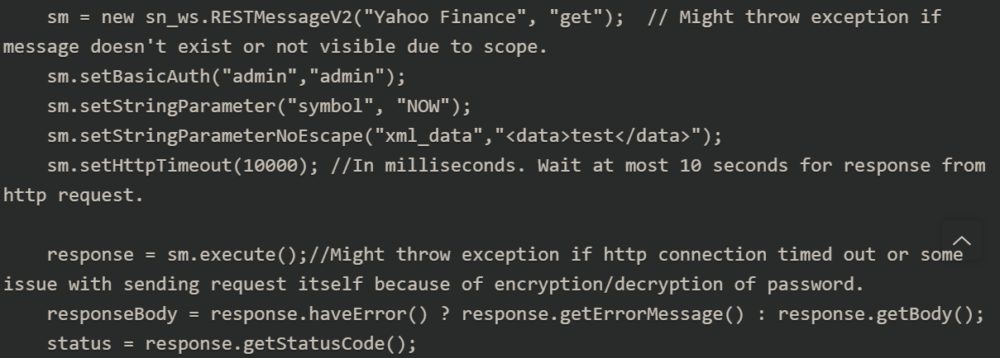 sm = new sn_ws.RESTMessageV2("Yahoo Finance", "get");  // Might throw exception if
message doesn't exist or not visible due to scope.
    sm.setBasicAuth("admin","admin");
    sm.setStringParameter("symbol", "NOW");
    sm.setStringParameterNoEscape("xml_data","<data>test</data>");
    sm.setHttpTimeout(10000); //In milliseconds. Wait at most 10 seconds for response from
http request.
    response = sm.execute();//Might throw exception if http connection timed out or some
issue with sending request itself because of encryption/decryption of password.
    responseBody = response.haveError() ? response.getErrorMessage() : response.getBody();
    status = response.getStatusCode();